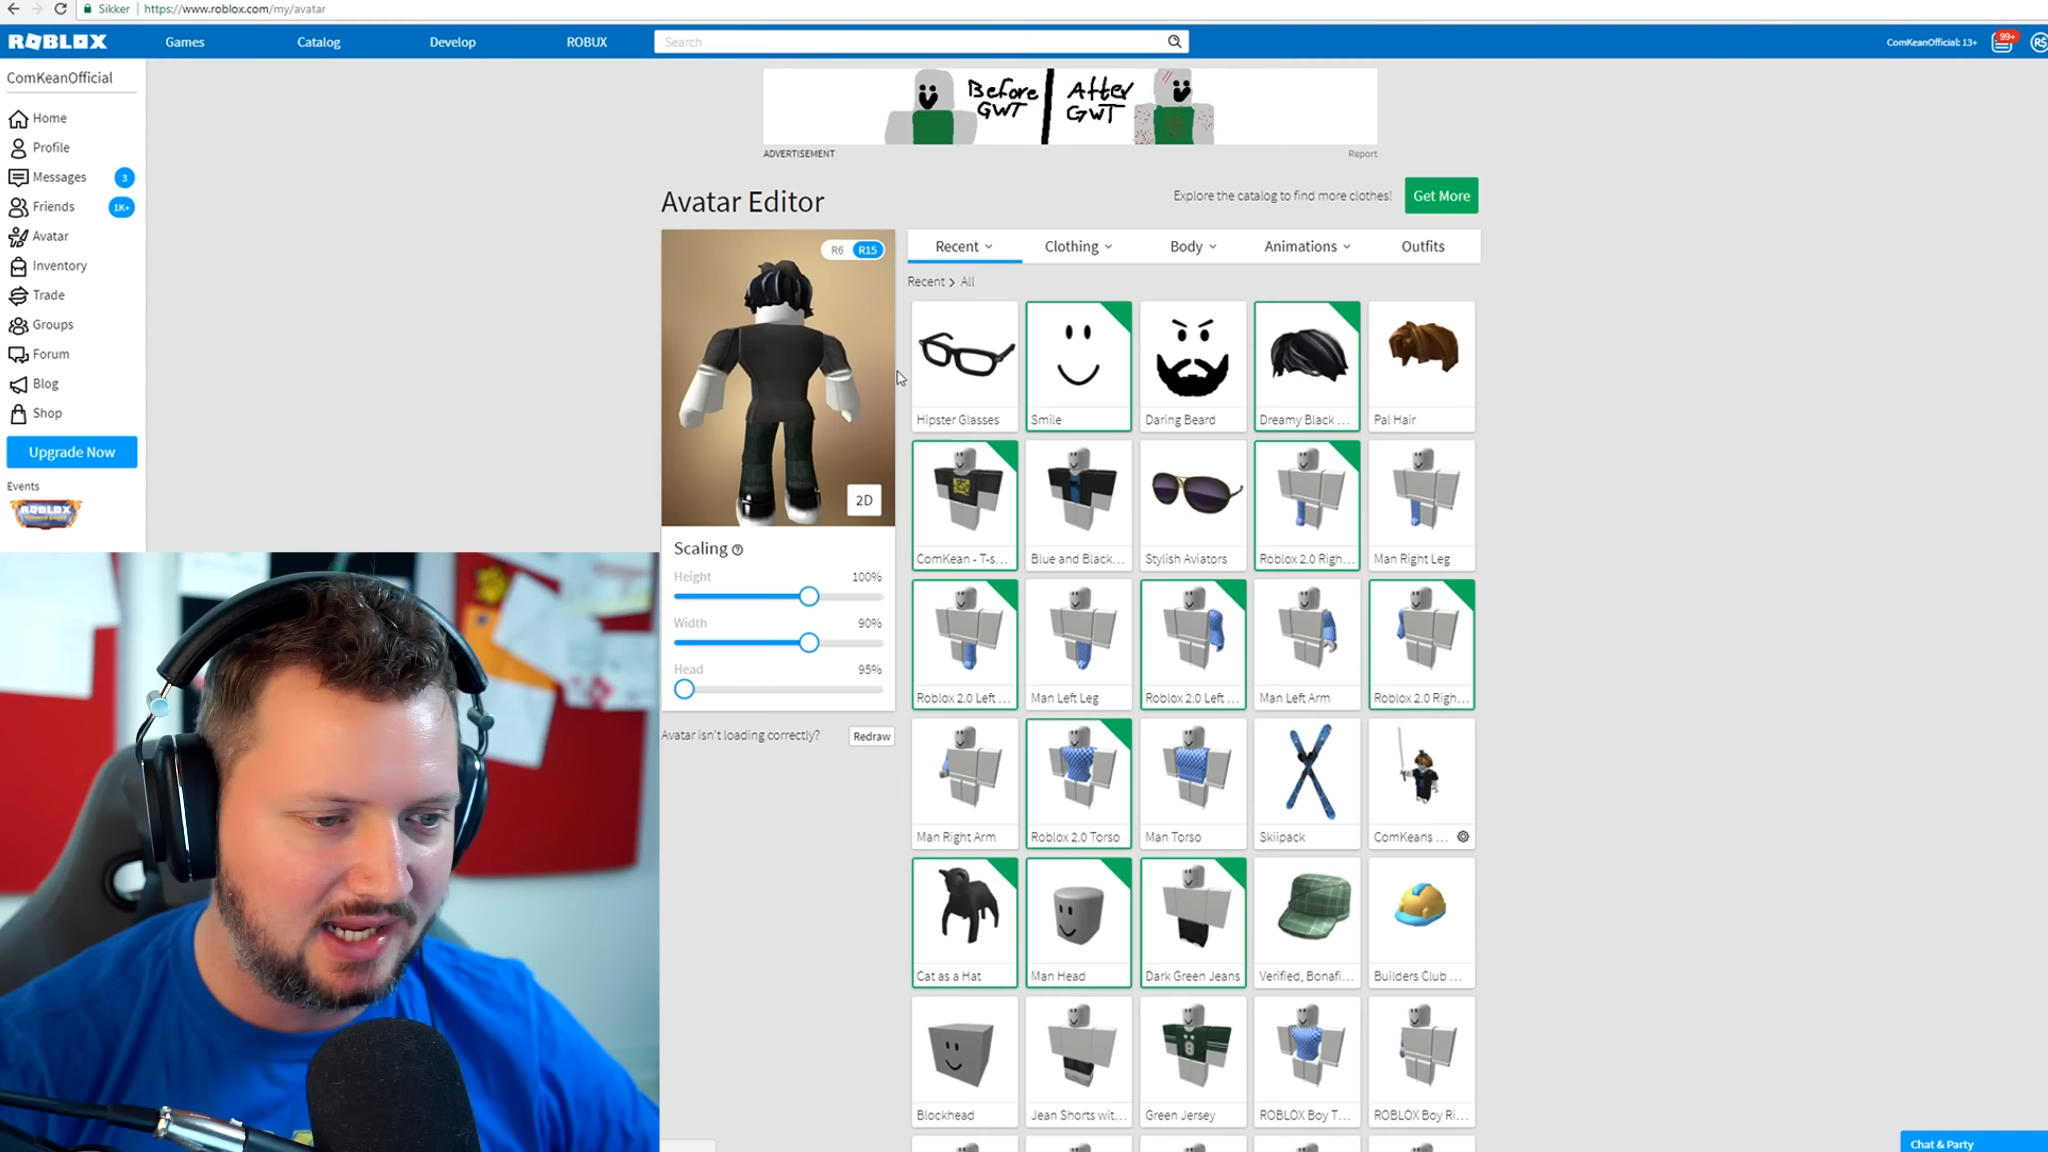 Sikker
https://www.roblox.com/my/avatar
ROBLOX
Games
Catalog
Develop
ROBUX
Search
ComKeanOfficial: 13+
99+
R$
ComKeanOfficial
Home
Profile
Messages 3
Friends 1K+
Avatar
Inventory
Trade
Groups
Forum
Blog
Shop
Upgrade Now
Events
ROBLOX
Before
GWT
After
GWT
ADVERTISEMENT
Report
Avatar Editor
Explore the catalog to find more clothes!
Get More
R6 R15
2D
Scaling
Height 100%
Width 90%
Head 95%
Avatar isn't loading correctly?
Redraw
Recent
Clothing
Body
Animations
Outfits
Recent > All
Hipster Glasses
Smile
Daring Beard
Dreamy Black ...
Pal Hair
ComKean - T-s...
Blue and Black...
Stylish Aviators
Roblox 2.0 Righ...
Man Right Leg
Roblox 2.0 Left ...
Man Left Leg
Roblox 2.0 Left ...
Man Left Arm
Roblox 2.0 Righ...
Man Right Arm
Roblox 2.0 Torso
Man Torso
Skiipack
ComKeans ...
Cat as a Hat
Man Head
Dark Green Jeans
Verified, Bonafi...
Builders Club ...
8
Blockhead
Jean Shorts wit...
Green Jersey
ROBLOX Boy T...
ROBLOX Boy Ri...
Chat & Party